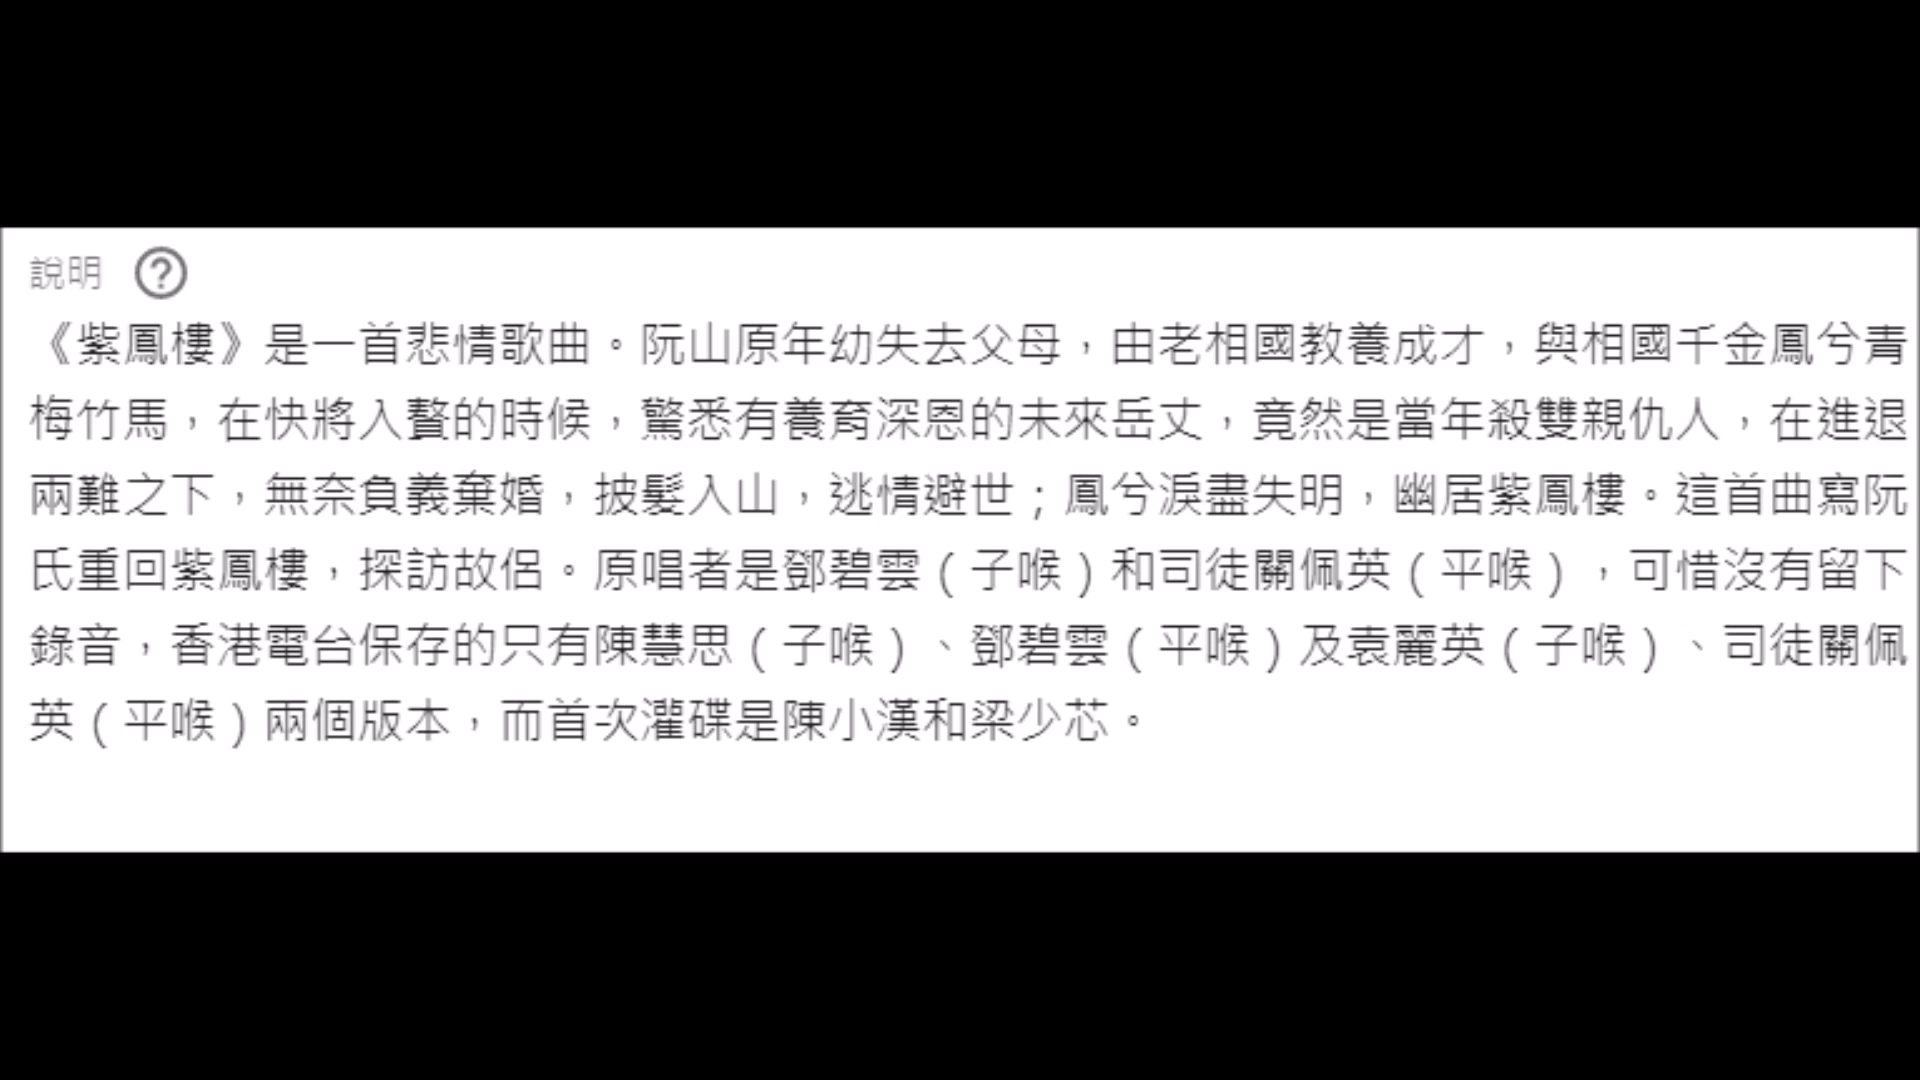 說明 ?
《紫鳳樓》是一首悲情歌曲。阮山原年幼失去父母，由老相國教養成才，與相國千金鳳兮青
梅竹馬，在快將入贅的時候，驚悉有養育深恩的未來岳丈，竟然是當年殺雙親仇人，在進退
兩難之下，無奈負義棄婚，披髮入山，逃情避世；鳳兮淚盡失明，幽居紫鳳樓。這首曲寫阮
氏重回紫鳳樓，探訪故侶。原唱者是鄧碧雲（子喉）和司徒關佩英（平喉），可惜沒有留下
錄音，香港電台保存的只有陳慧思（子喉）、鄧碧雲（平喉）及袁麗英（子喉）、司徒關佩
英（平喉）兩個版本，而首次灌碟是陳小漢和梁少芯。